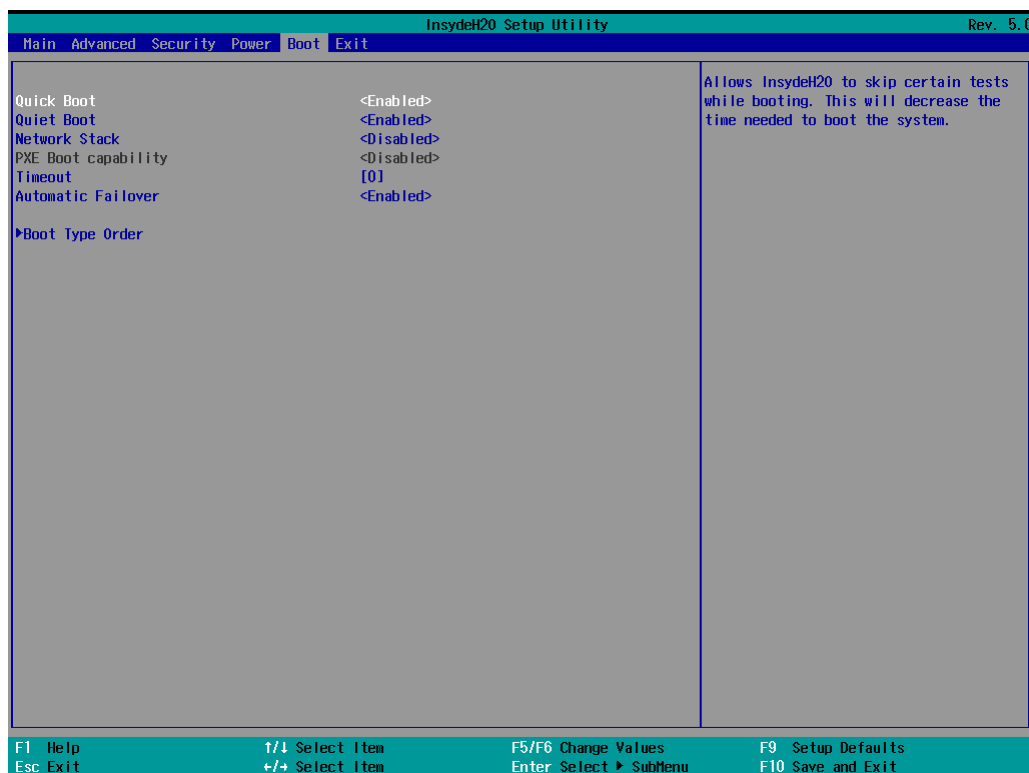 InsydeH20 Setup Utility Rev. 5.0
Main Advanced Security Power Boot Exit
Quick Boot <Enabled>
Quiet Boot <Enabled>
Network Stack <Disabled>
PXE Boot capability <Disabled>
Timeout [0]
Automatic Failover <Enabled>
▶Boot Type Order
Allows InsydeH20 to skip certain tests
while booting. This will decrease the
time needed to boot the system.
F1 Help ↑/↓ Select Item F5/F6 Change Values F9 Setup Defaults
Esc Exit ←/→ Select Item Enter Select ▶ SubMenu F10 Save and Exit